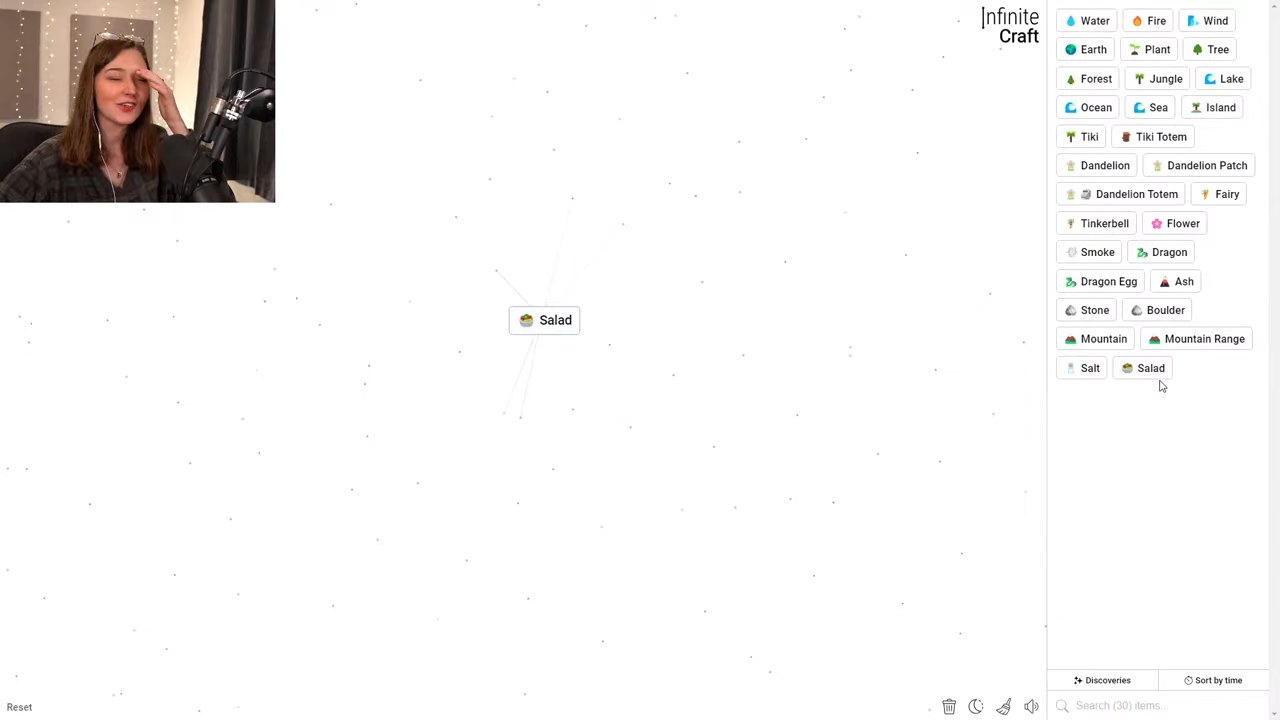 Infinite
Craft
Water Fire Wind
Earth Plant Tree
Forest Jungle Lake
Ocean Sea Island
Tiki Tiki Totem
Dandelion Dandelion Patch
Dandelion Totem Fairy
Tinkerbell Flower
Smoke Dragon
Dragon Egg Ash
Stone Boulder
Mountain Mountain Range
Salt Salad
Salad
Discoveries Sort by time
Search (30) items...
Reset